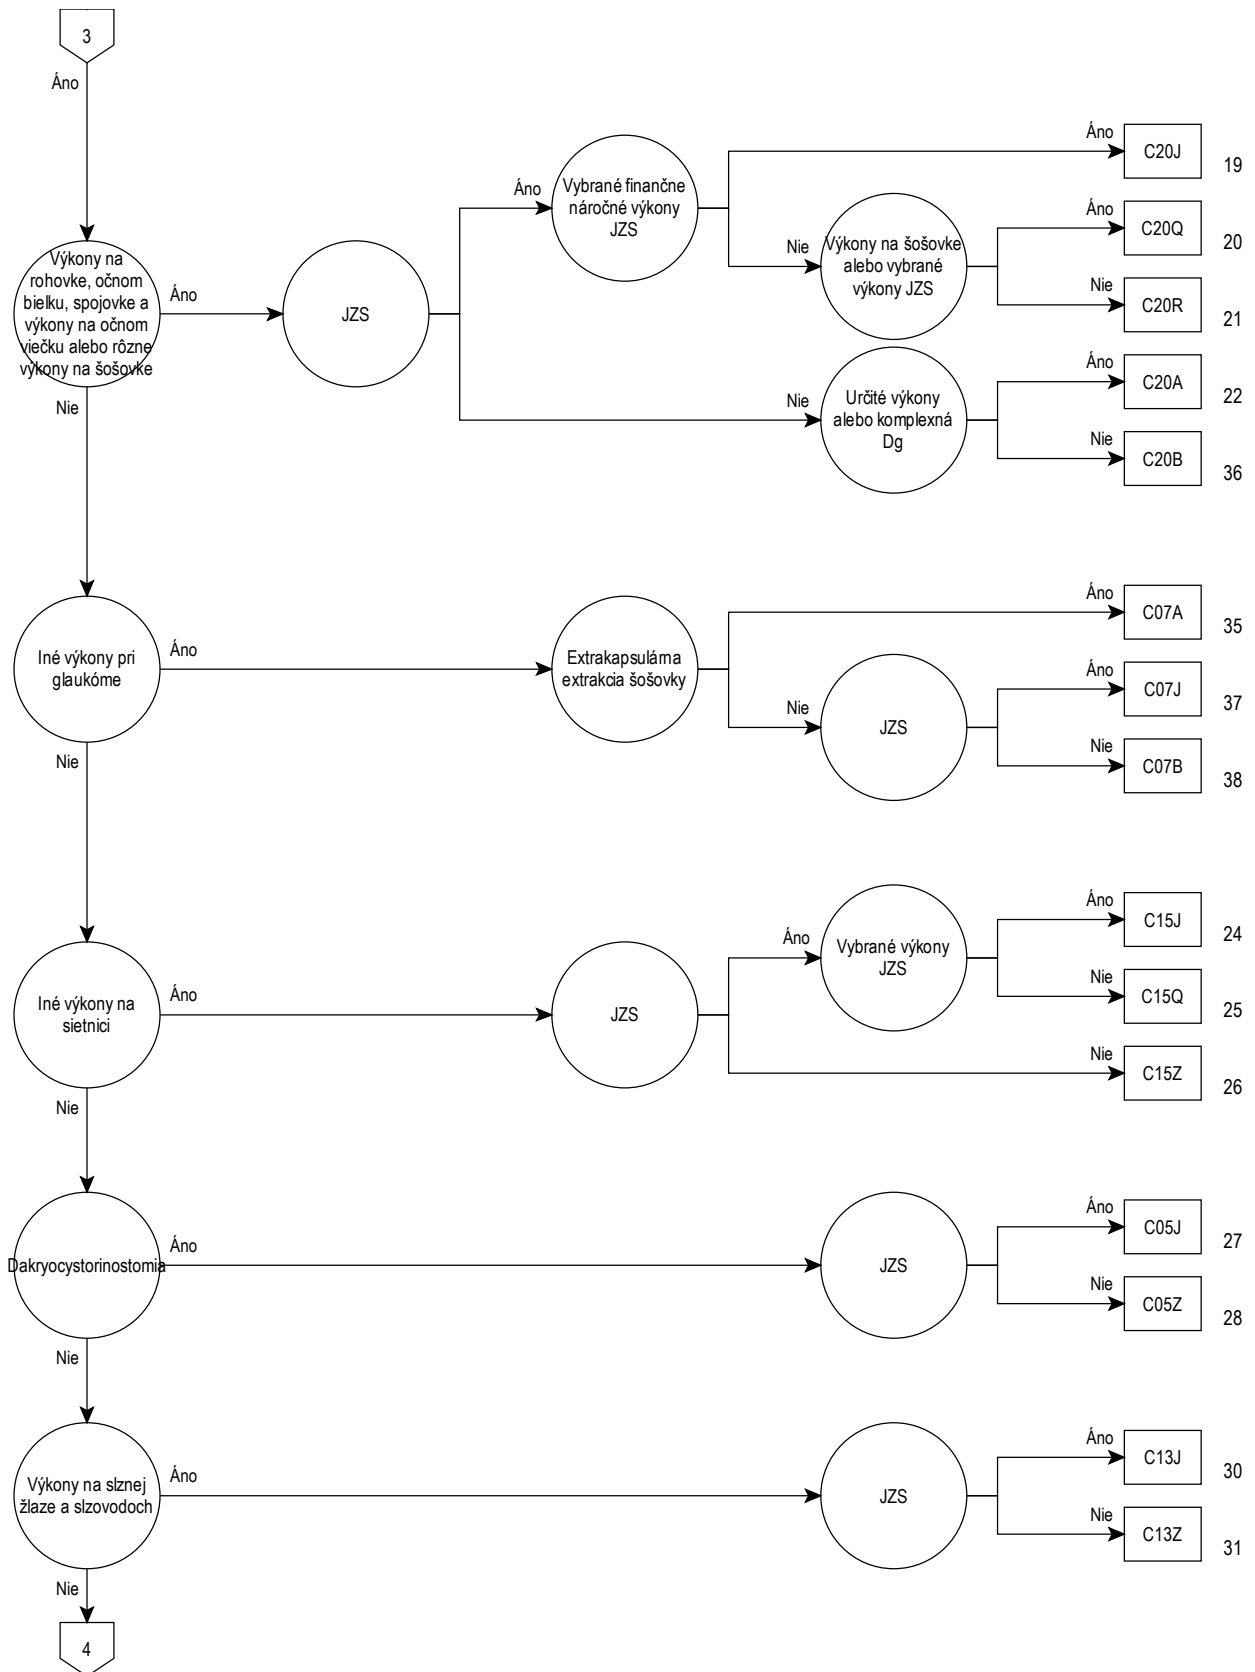 3
Áno
Výkony na
rohovke, očnom
bielku, spojovke a
výkony na očnom
viečku alebo rôzne
výkony na šošovke
Áno
JZS
Áno
Vybrané finančne
náročné výkony
JZS
Áno
C20J
19
Nie
Výkony na šošovke
alebo vybrané
výkony JZS
Áno
C20Q
20
Nie
C20R
21
Nie
Určité výkony
alebo komplexná
Dg
Áno
C20A
22
Nie
C20B
36
Nie
Iné výkony pri
glaukóme
Áno
Extrakapsulárna
extrakcia šošovky
Áno
C07A
35
Nie
JZS
Áno
C07J
37
Nie
C07B
38
Nie
Iné výkony na
sietnici
Áno
JZS
Áno
Vybrané výkony
JZS
Áno
C15J
24
Nie
C15Q
25
Nie
C15Z
26
Nie
Dakryocystorinostomia
Áno
JZS
Áno
C05J
27
Nie
C05Z
28
Nie
Výkony na slznej
žlaze a slzovodoch
Áno
JZS
Áno
C13J
30
Nie
C13Z
31
Nie
4